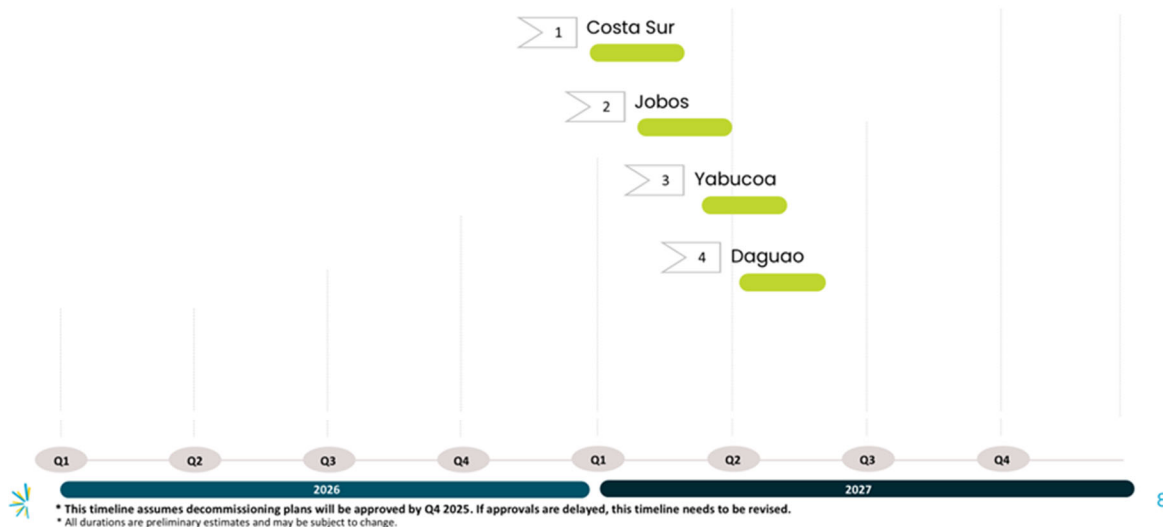 1 Costa Sur
2 Jobos
3 Yabucoa
4 Daguao
Q1 Q2 Q3 Q4 Q1 Q2 Q3 Q4
2026 2027
* This timeline assumes decommissioning plans will be approved by Q4 2025. If approvals are delayed, this timeline needs to be revised.
* All durations are preliminary estimates and may be subject to change.
8